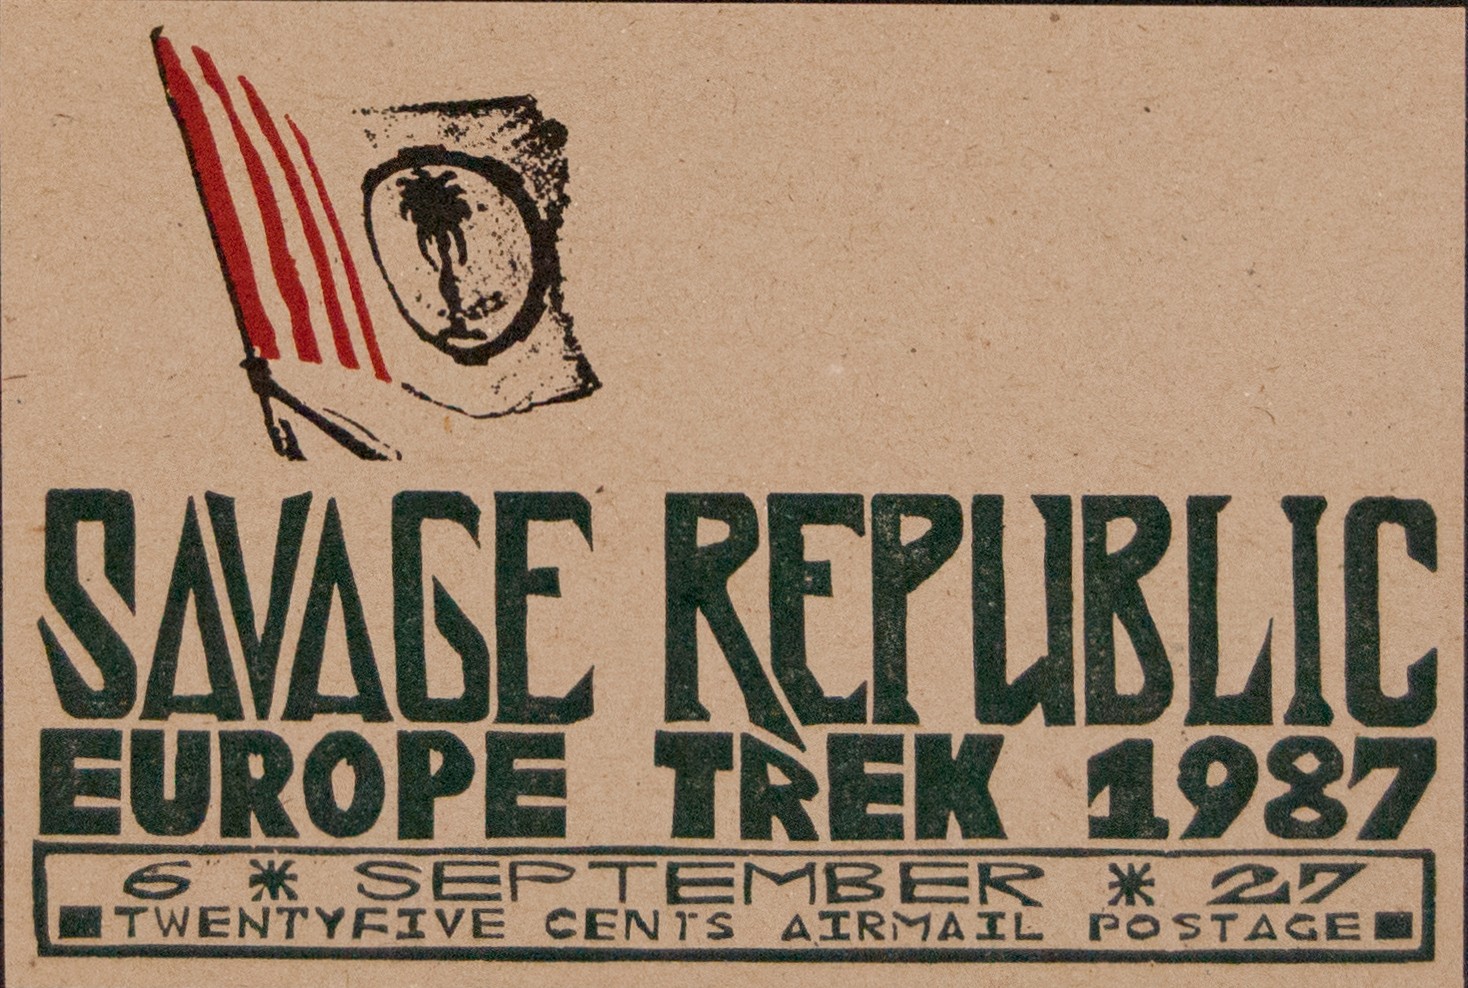 SAVAGE REPUBLIC
EUROPE TREK 1987
6 * SEPTEMBER * 27
■TWENTYFIVE CENTS AIRMAIL POSTAGE■